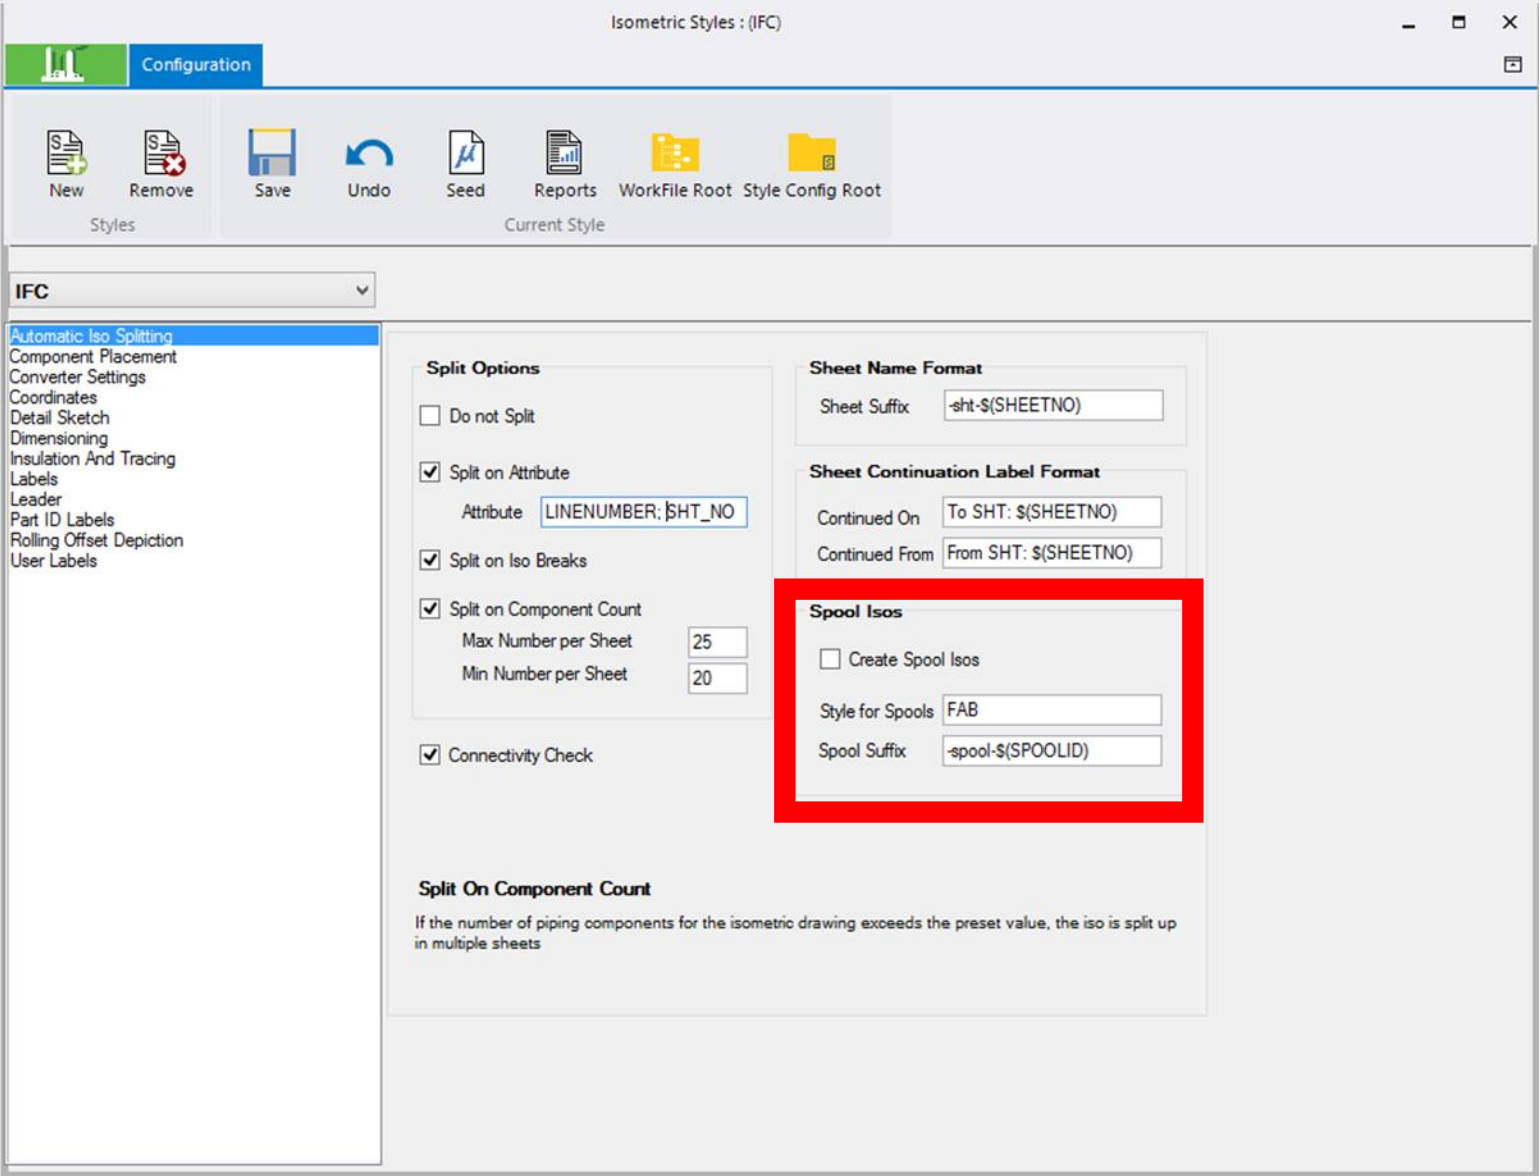 Isometric Styles : (IFC)
Configuration
New
Remove
Save
Undo
Seed
Reports
WorkFile Root
Style Config Root
Styles
Current Style
IFC
Automatic Iso Splitting
Component Placement
Converter Settings
Coordinates
Detail Sketch
Dimensioning
Insulation And Tracing
Labels
Leader
Part ID Labels
Rolling Offset Depiction
User Labels
Split Options
Do not Split
Split on Attribute
Attribute LINENUMBER; SHT_NO
Split on Iso Breaks
Split on Component Count
Max Number per Sheet 25
Min Number per Sheet 20
Connectivity Check
Sheet Name Format
Sheet Suffix -sht-$(SHEETNO)
Sheet Continuation Label Format
Continued On To SHT: $(SHEETNO)
Continued From From SHT: $(SHEETNO)
Spool Isos
Create Spool Isos
Style for Spools FAB
Spool Suffix -spool-$(SPOOLID)
Split On Component Count
If the number of piping components for the isometric drawing exceeds the preset value, the iso is split up
in multiple sheets